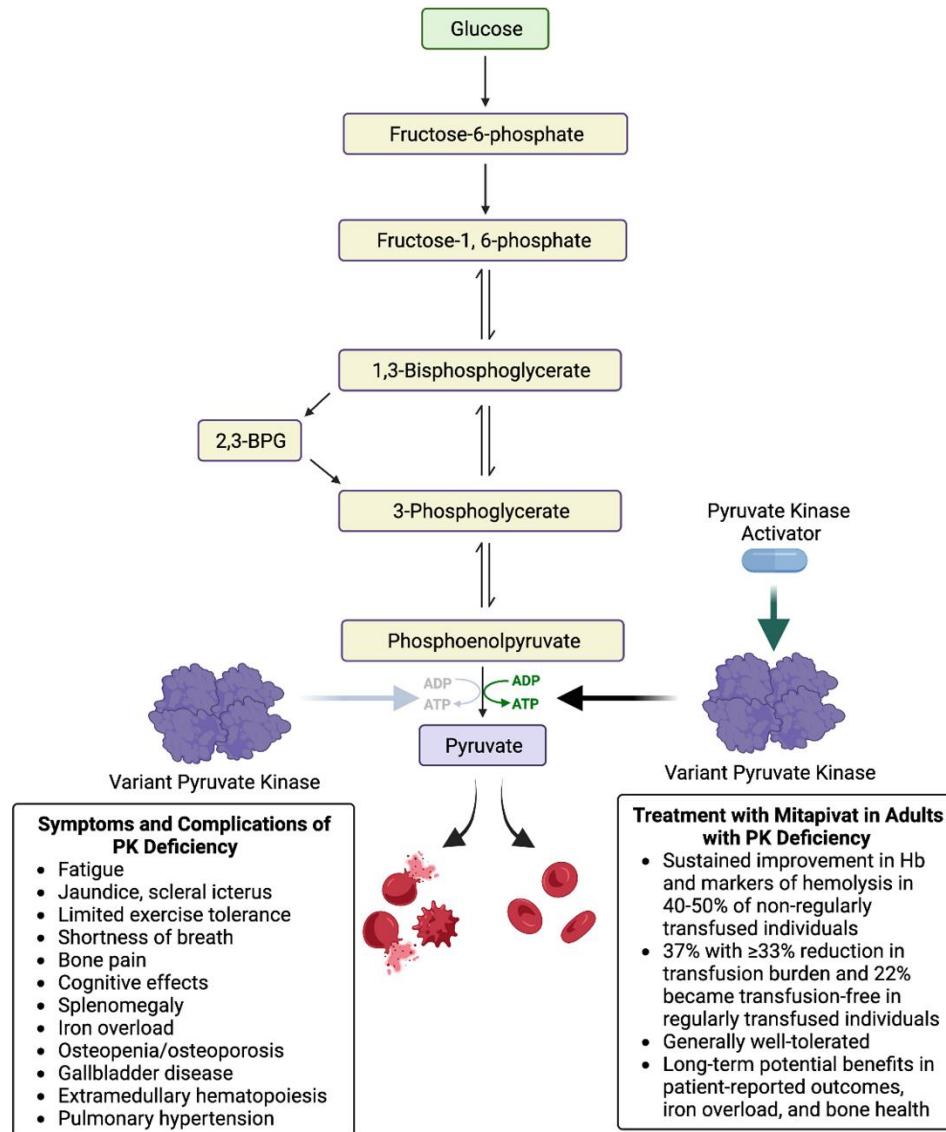 Glucose
Fructose-6-phosphate
Fructose-1, 6-phosphate
1,3-Bisphosphoglycerate
2,3-BPG
3-Phosphoglycerate
Pyruvate Kinase
Activator
Phosphoenolpyruvate
ADP
ATP
ADP
ATP
Pyruvate
Variant Pyruvate Kinase
Variant Pyruvate Kinase
Symptoms and Complications of
PK Deficiency
• Fatigue
• Jaundice, scleral icterus
• Limited exercise tolerance
• Shortness of breath
• Bone pain
• Cognitive effects
• Splenomegaly
• Iron overload
• Osteopenia/osteoporosis
• Gallbladder disease
• Extramedullary hematopoiesis
• Pulmonary hypertension
Treatment with Mitapivat in Adults
with PK Deficiency
• Sustained improvement in Hb
and markers of hemolysis in
40-50% of non-regularly
transfused individuals
• 37% with ≥33% reduction in
transfusion burden and 22%
became transfusion-free in
regularly transfused individuals
• Generally well-tolerated
• Long-term potential benefits in
patient-reported outcomes,
iron overload, and bone health